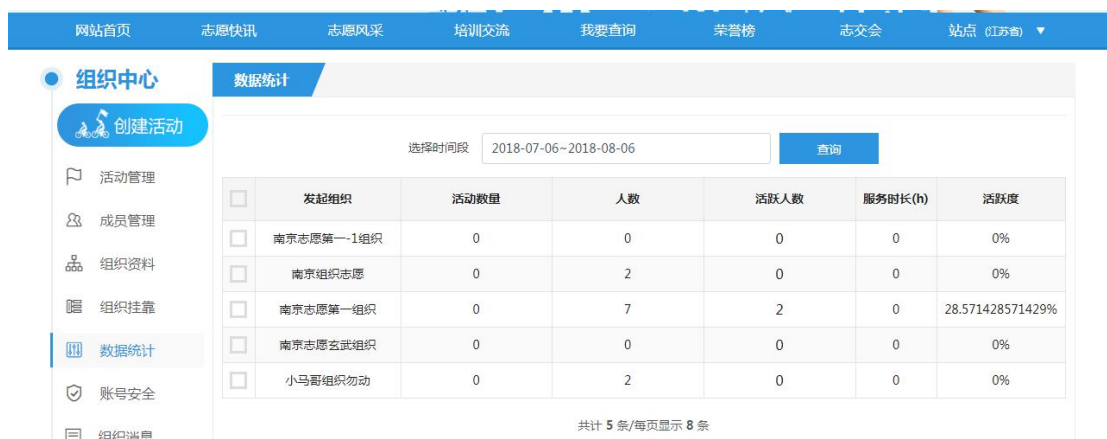 网站首页 志愿快讯 志愿风采 培训交流 我要查询 荣誉榜 志交会 站点 (江苏省) ▼
组织中心
数据统计
创建活动
选择时间段 2018-07-06~2018-08-06 查询
活动管理
发起组织 活动数量 人数 活跃人数 服务时长(h) 活跃度
成员管理
南京志愿第一-1组织 0 0 0 0 0%
组织资料
南京组织志愿 0 2 0 0 0%
组织挂靠
南京志愿第一组织 0 7 2 0 28.571428571429%
数据统计
南京志愿玄武组织 0 0 0 0 0%
账号安全
小马哥组织勿动 0 2 0 0 0%
共计 5 条/每页显示 8 条
组织消息